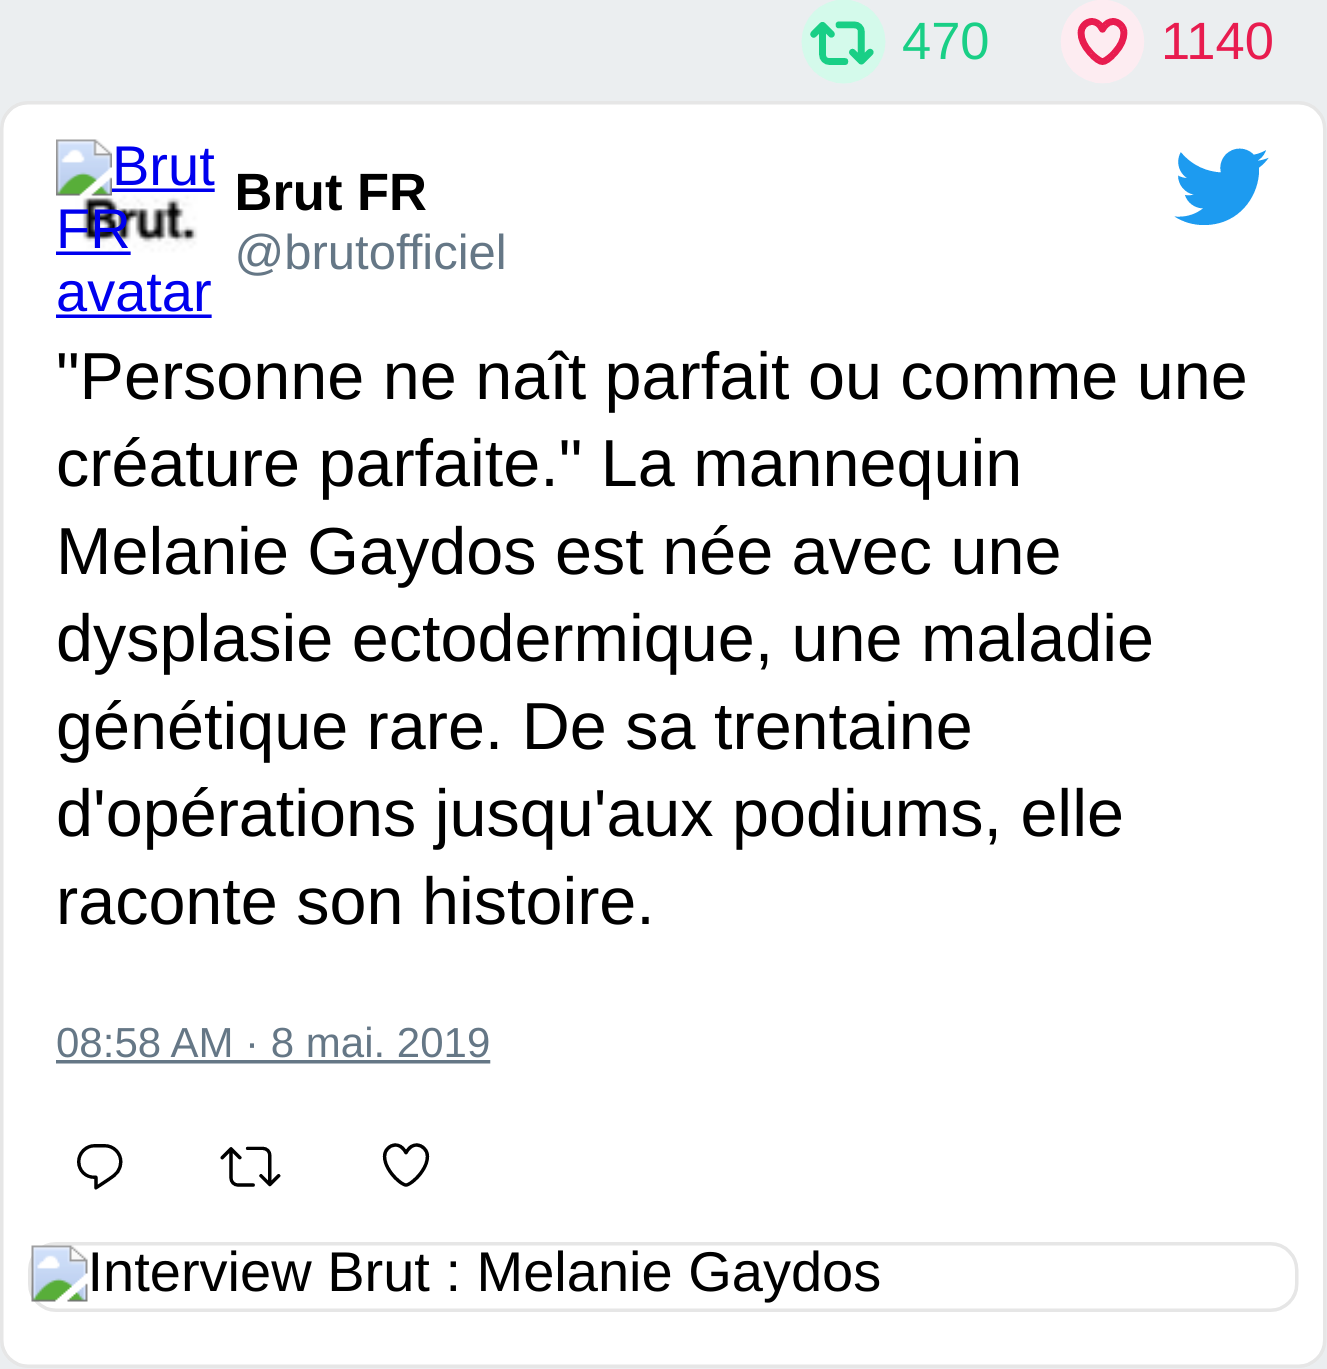 470 1140
Brut
FR
avatar
Brut.
Brut FR
@brutofficiel
"Personne ne naît parfait ou comme une
créature parfaite." La mannequin
Melanie Gaydos est née avec une
dysplasie ectodermique, une maladie
génétique rare. De sa trentaine
d'opérations jusqu'aux podiums, elle
raconte son histoire.
08:58 AM · 8 mai. 2019
Interview Brut : Melanie Gaydos